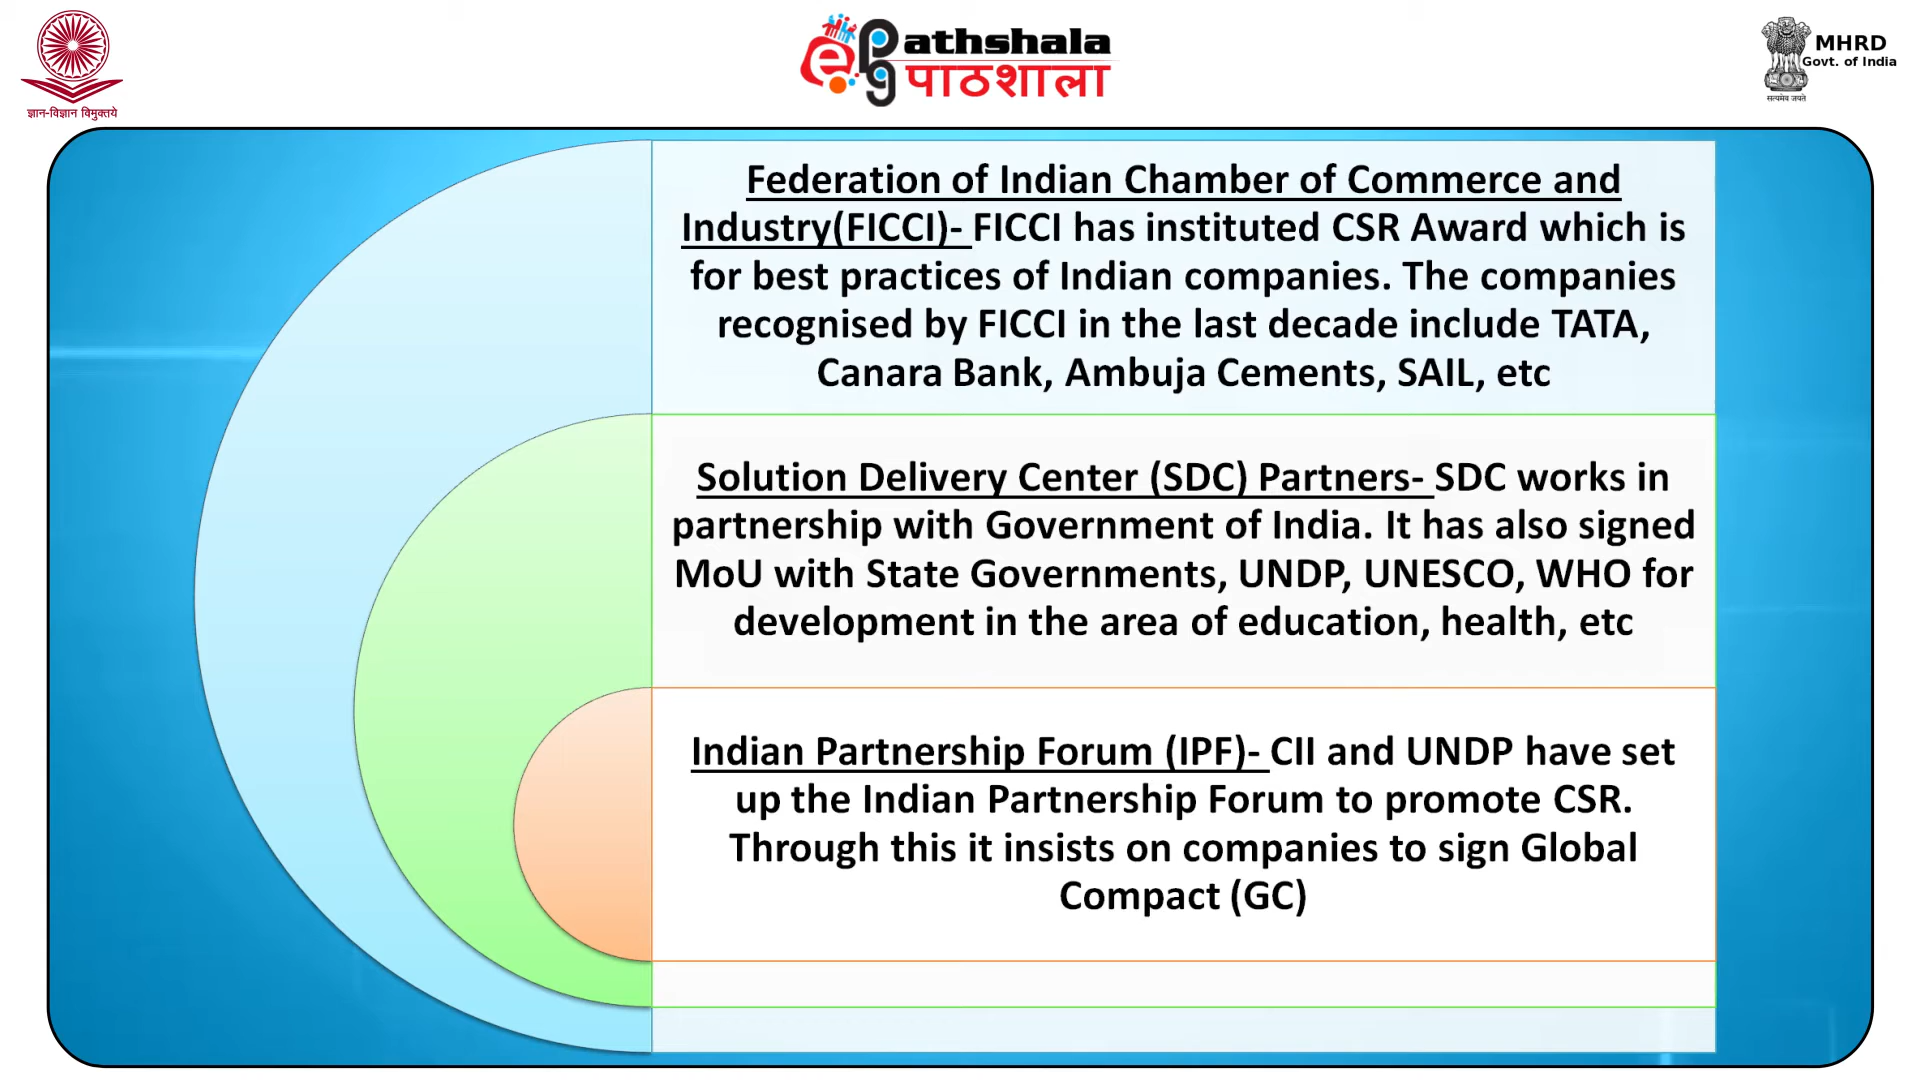 ज्ञान-विज्ञान विमुक्तये
ePG Pathshala
पाठशाला
MHRD
Govt. of India
सत्यमेव जयते
Federation of Indian Chamber of Commerce and
Industry(FICCI)- FICCI has instituted CSR Award which is
for best practices of Indian companies. The companies
recognised by FICCI in the last decade include TATA,
Canara Bank, Ambuja Cements, SAIL, etc
Solution Delivery Center (SDC) Partners- SDC works in
partnership with Government of India. It has also signed
MoU with State Governments, UNDP, UNESCO, WHO for
development in the area of education, health, etc
Indian Partnership Forum (IPF)- CII and UNDP have set
up the Indian Partnership Forum to promote CSR.
Through this it insists on companies to sign Global
Compact (GC)